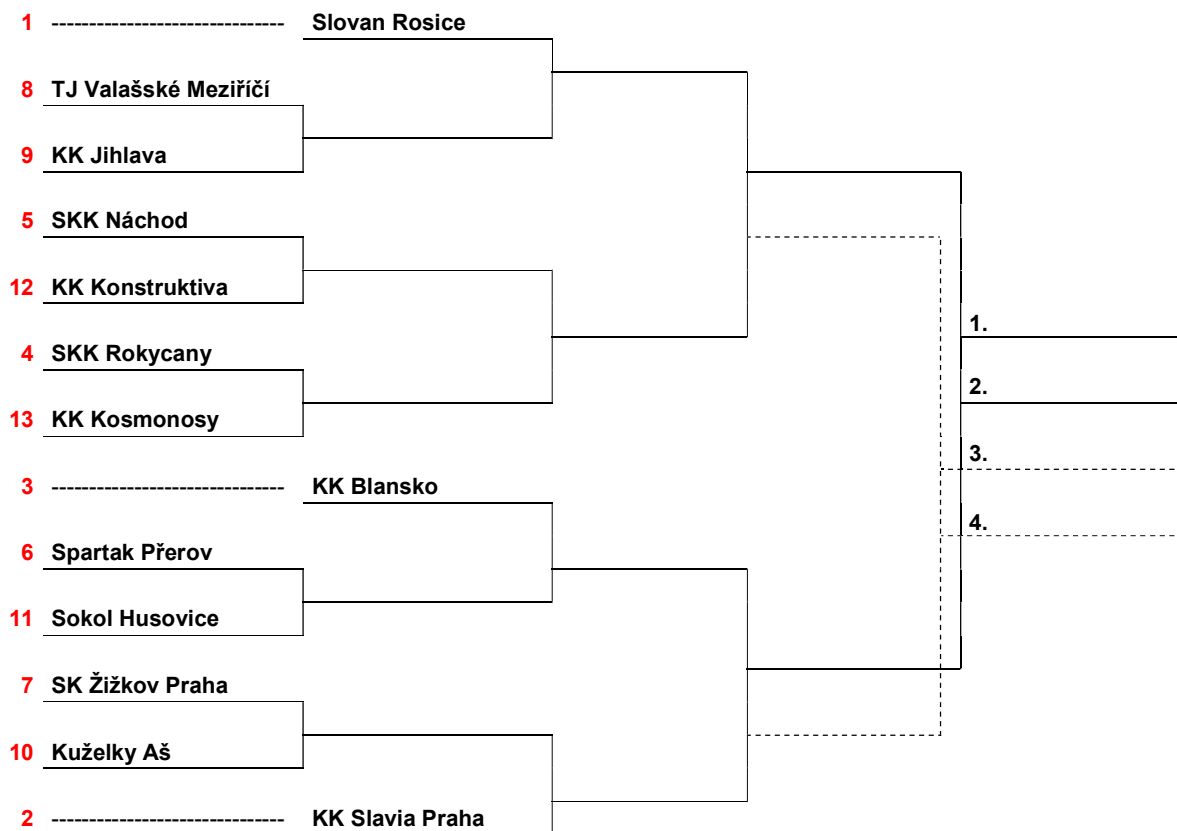 1 ------------------------------- Slovan Rosice
8 TJ Valašské Meziříčí
9 KK Jihlava
5 SKK Náchod
12 KK Konstruktiva
1.
4 SKK Rokycany
2.
13 KK Kosmonosy
3.
3 ------------------------------- KK Blansko
4.
6 Spartak Přerov
11 Sokol Husovice
7 SK Žižkov Praha
10 Kuželky Aš
2 ------------------------------- KK Slavia Praha